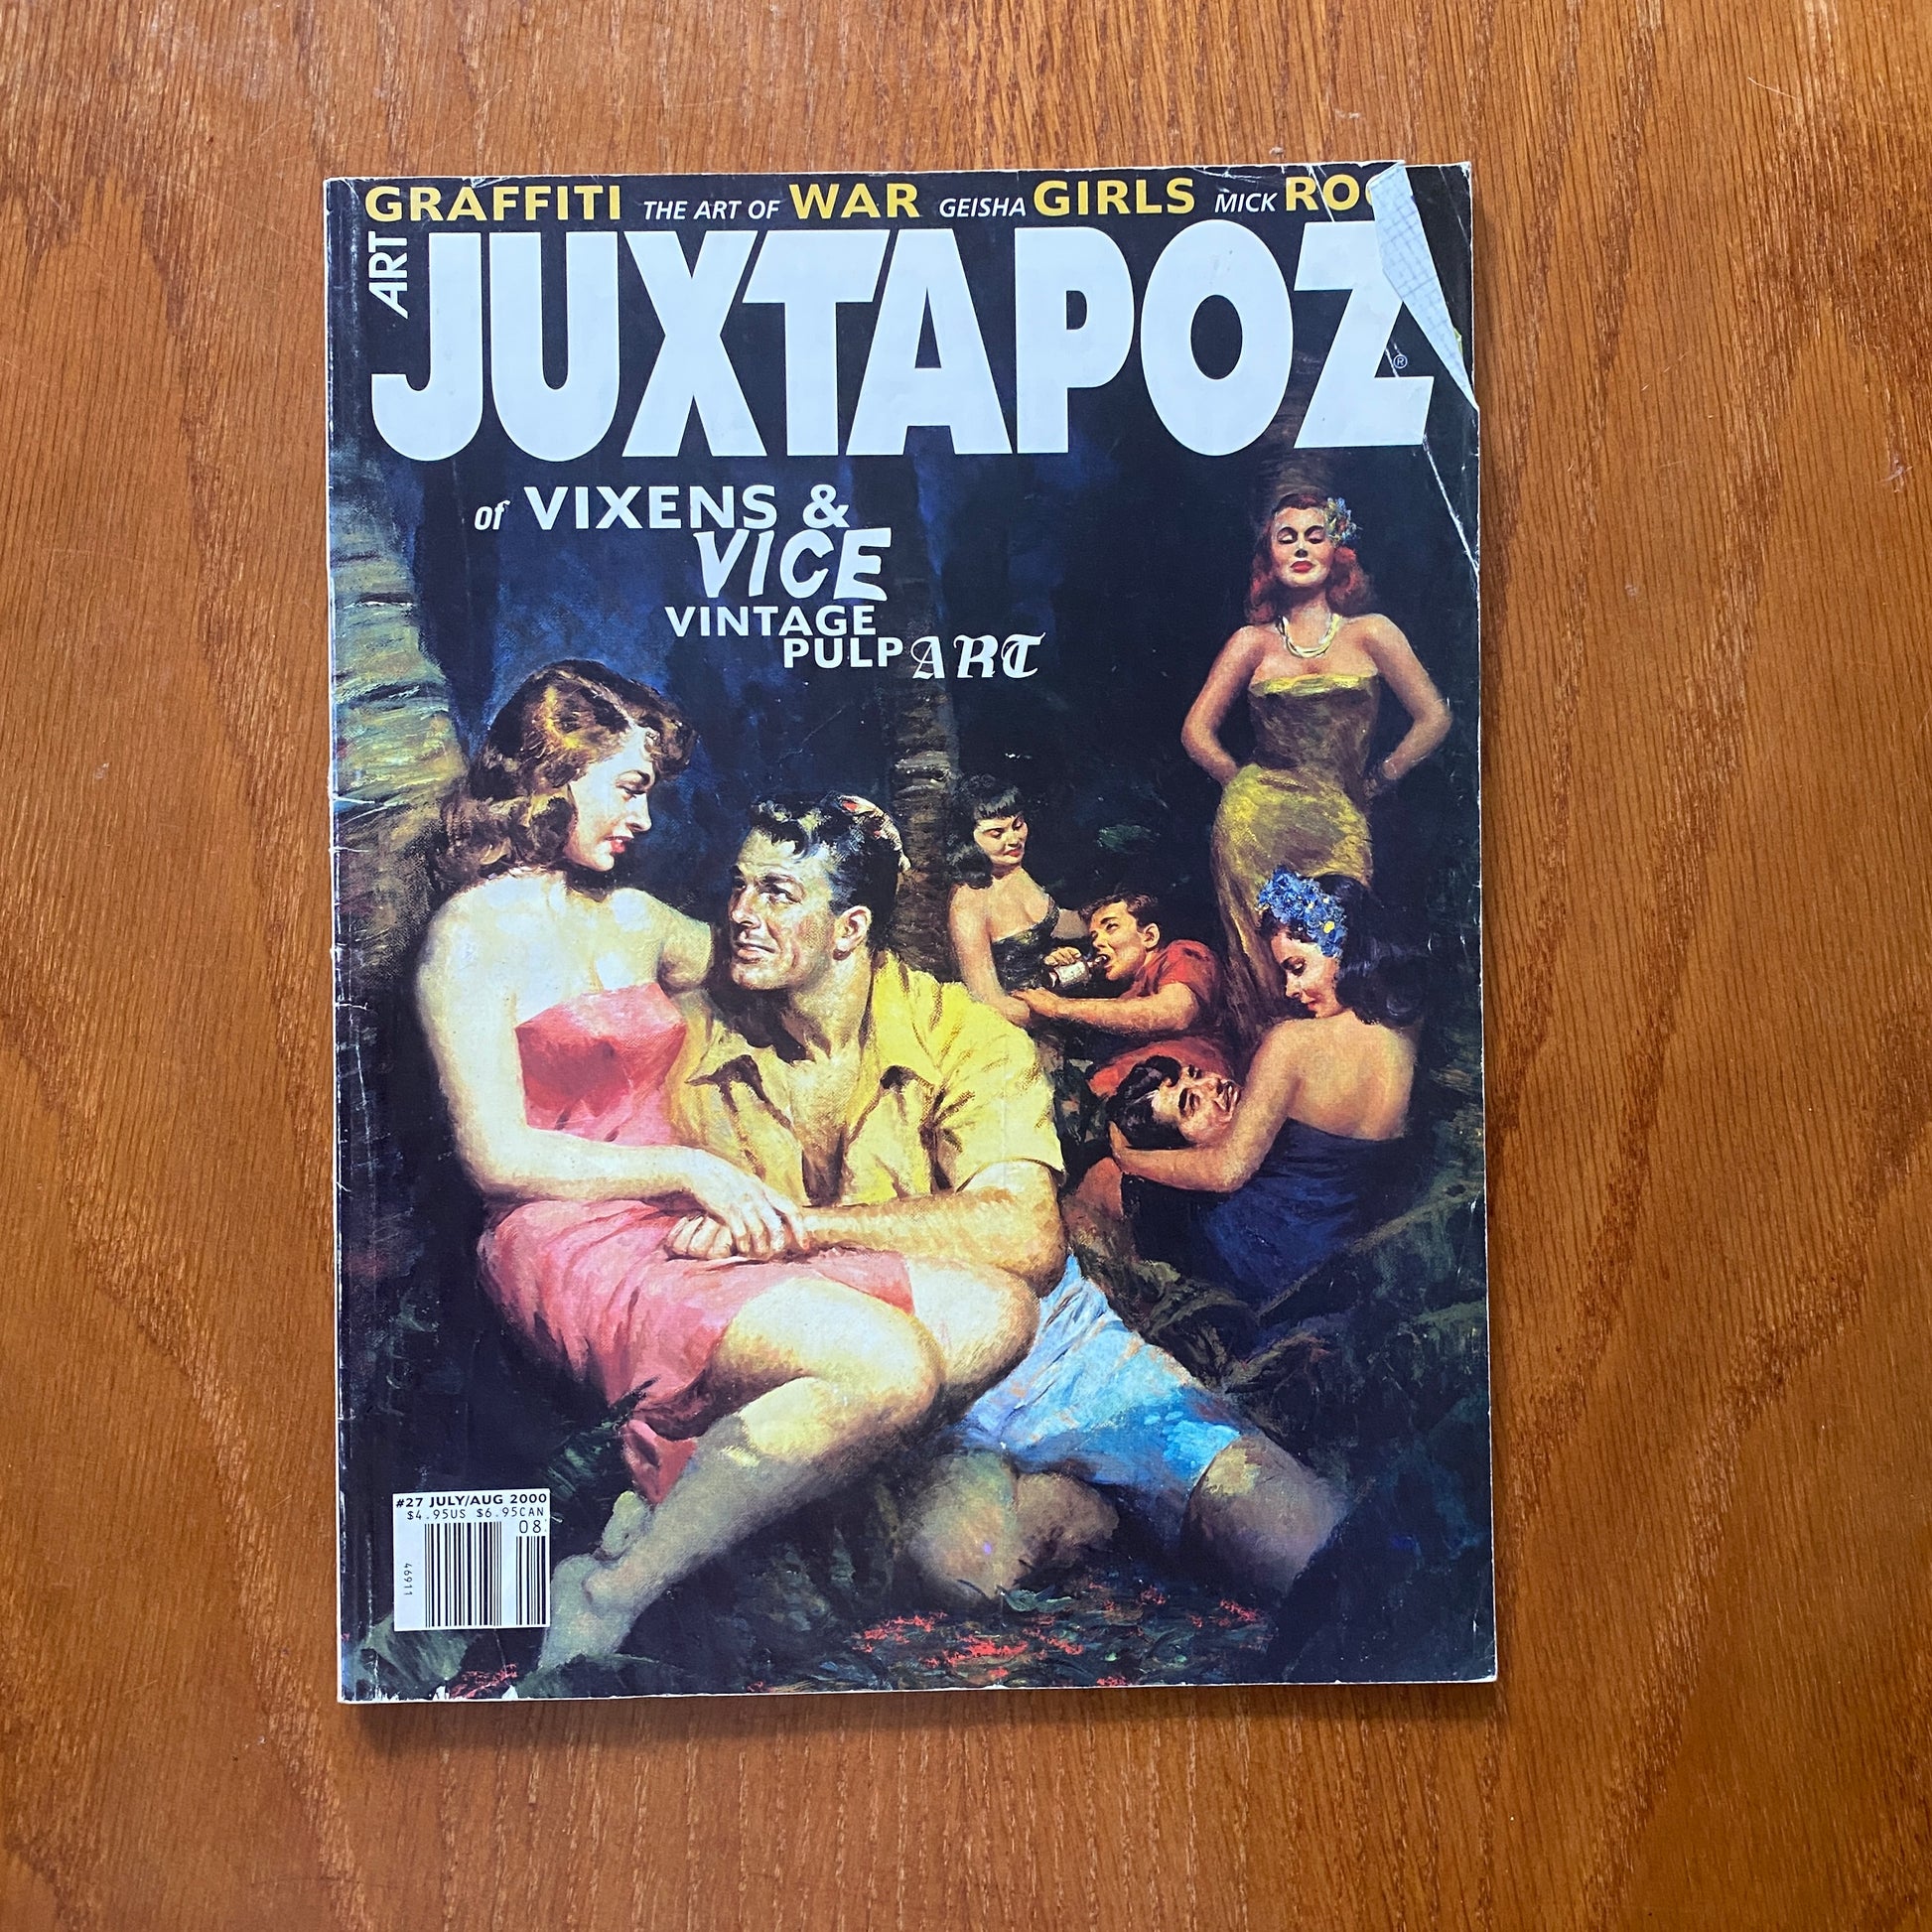 GRAFFITI THE ART OF WAR GEISHA GIRLS MICK
ART
JUXTAPOZ®
of VIXENS &
VICE
VINTAGE
PULP ART
#27 JULY/AUG 2000
$4.95US $6.95CAN
08
46911